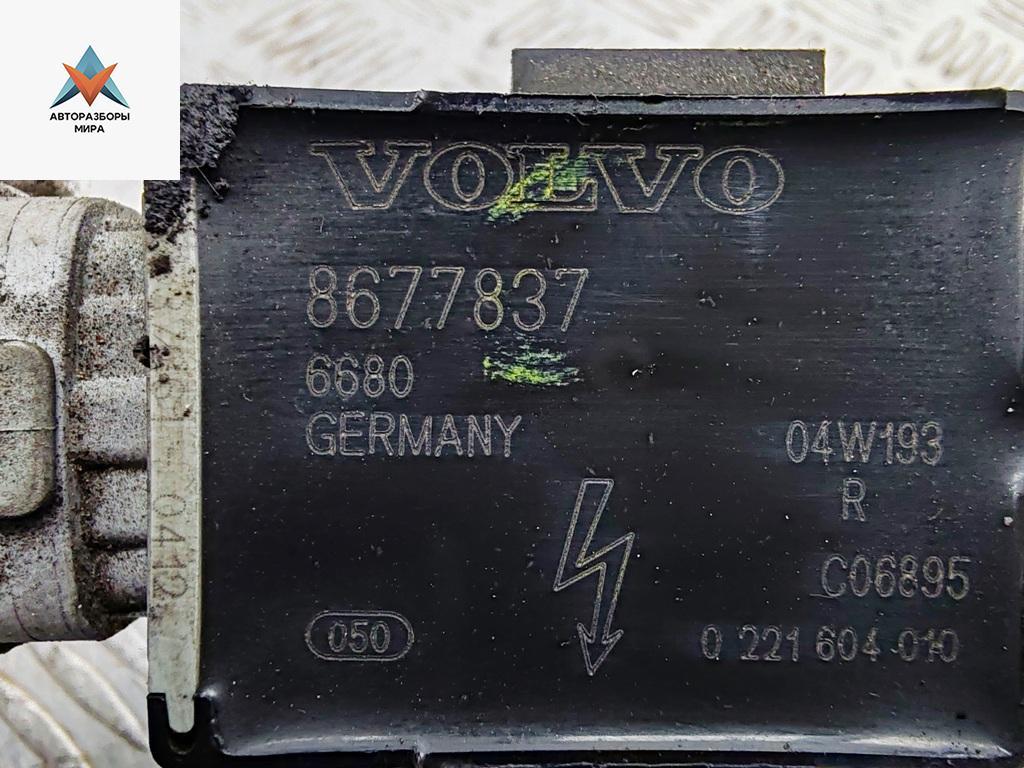 АВТОРАЗБОРЫ
МИРА
VOLVO
8677837
6680
GERMANY
04W193
R
C06895
050
0 221 604 010